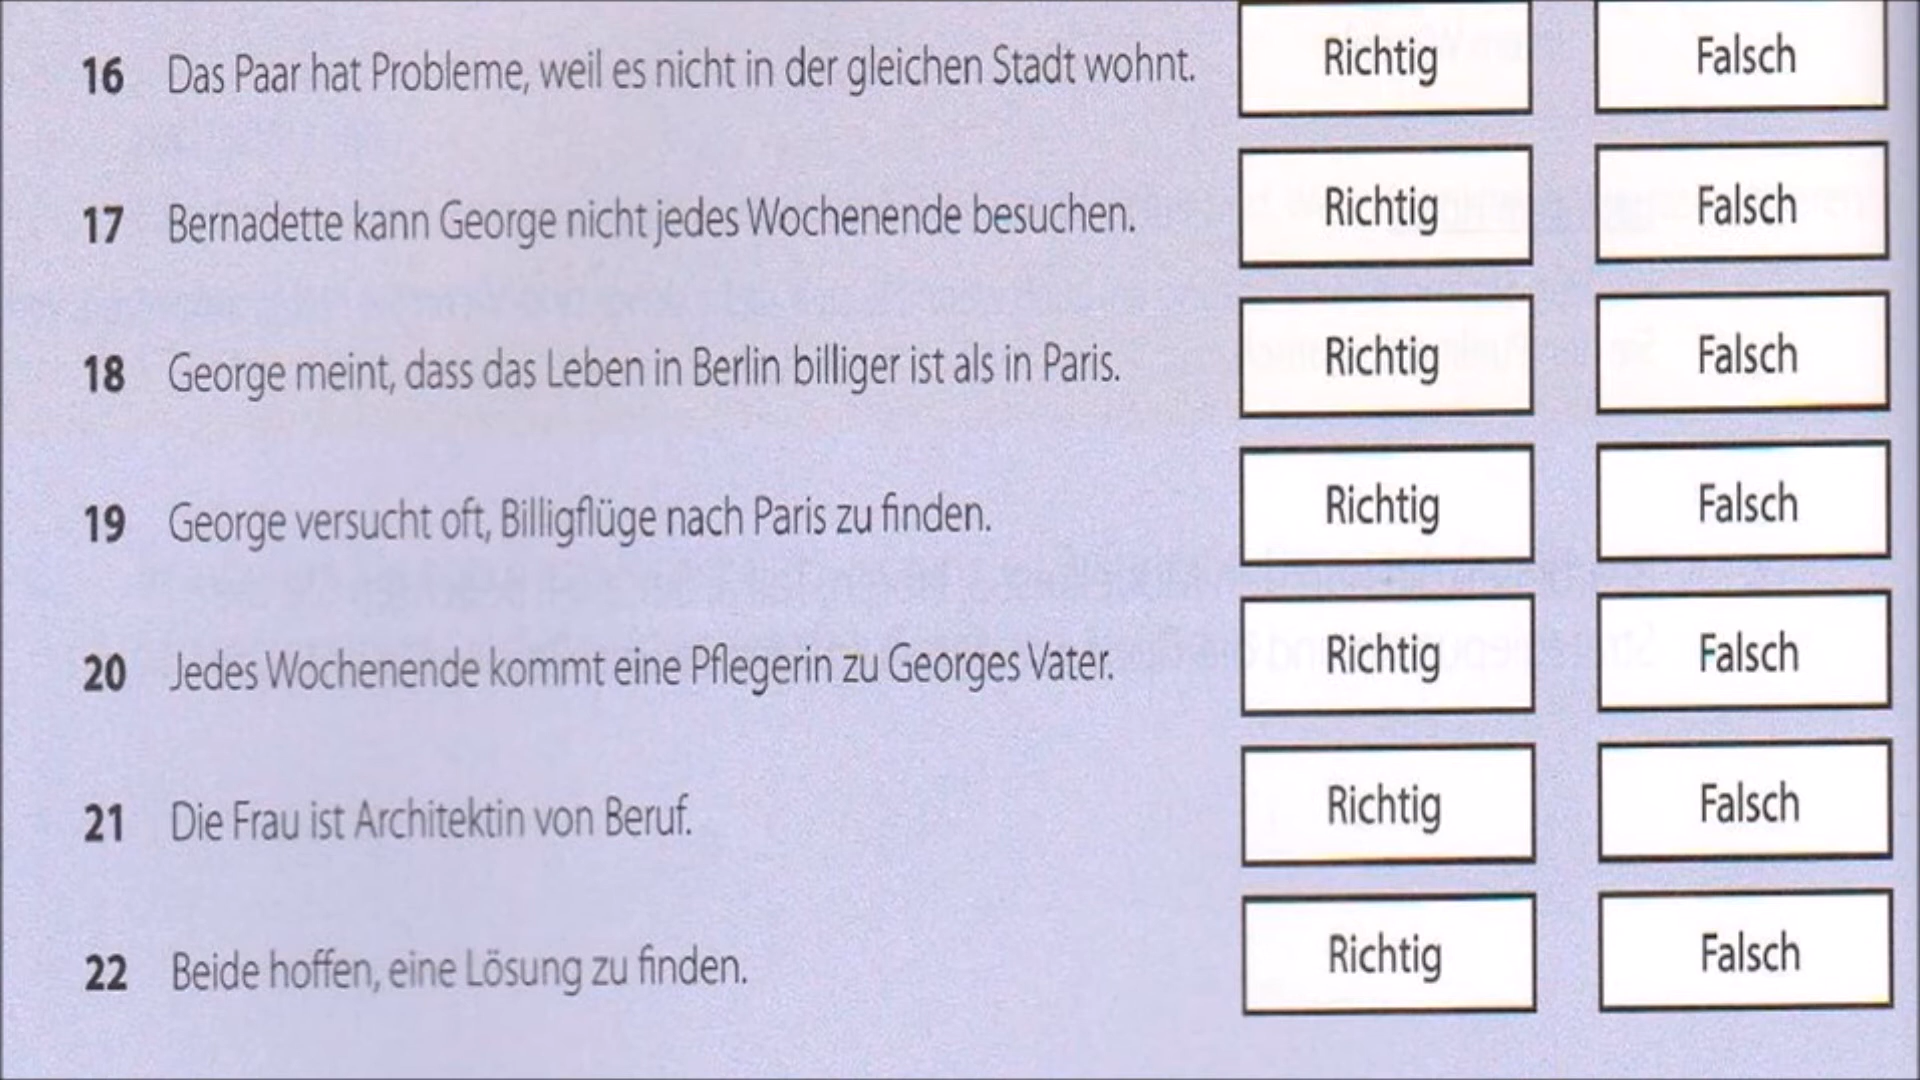 16 Das Paar hat Probleme, weil es nicht in der gleichen Stadt wohnt. Richtig Falsch
17 Bernadette kann George nicht jedes Wochenende besuchen. Richtig Falsch
18 George meint, dass das Leben in Berlin billiger ist als in Paris. Richtig Falsch
19 George versucht oft, Billigflüge nach Paris zu finden. Richtig Falsch
20 Jedes Wochenende kommt eine Pflegerin zu Georges Vater. Richtig Falsch
21 Die Frau ist Architektin von Beruf. Richtig Falsch
22 Beide hoffen, eine Lösung zu finden. Richtig Falsch